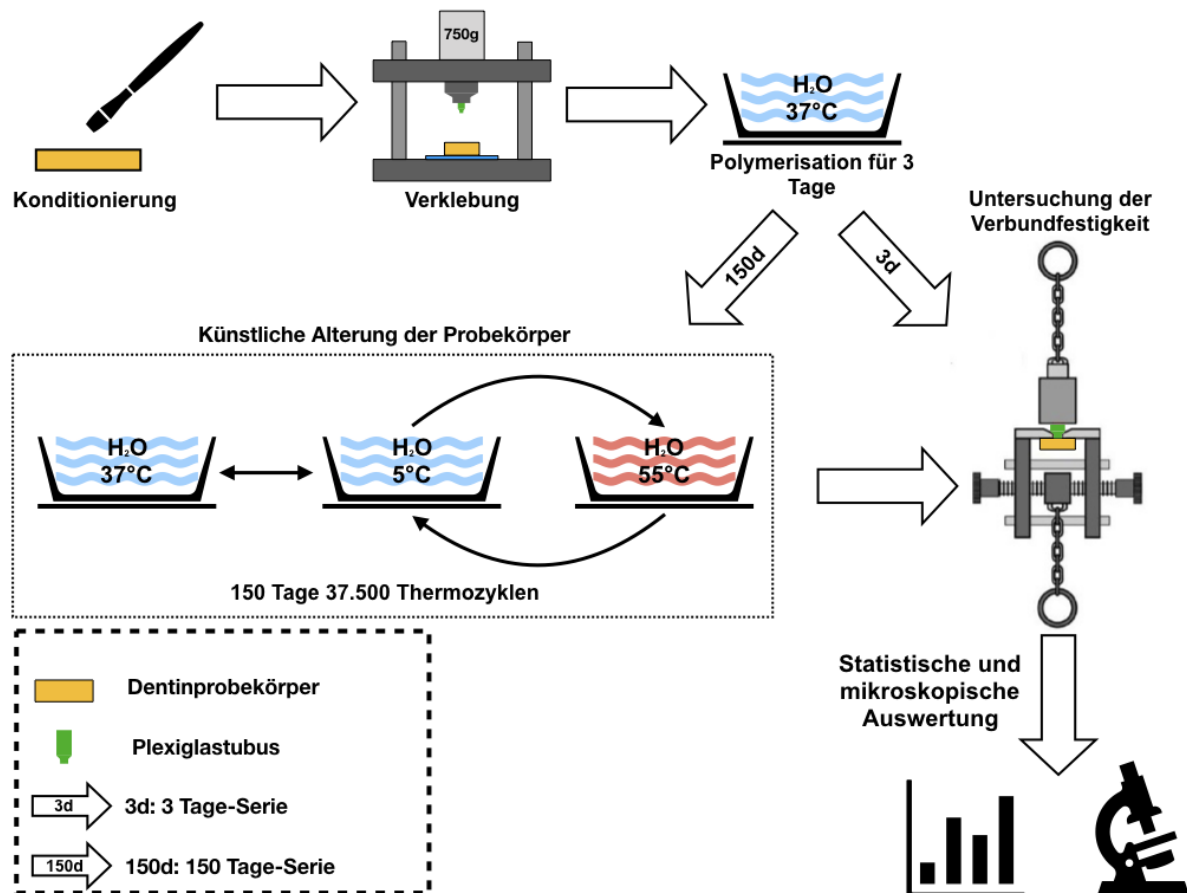 750g
H₂O
37°C
Konditionierung
Verklebung
Polymerisation für 3
Tage
Untersuchung der
Verbundfestigkeit
150d
3d
Künstliche Alterung der Probekörper
H₂O
37°C
H₂O
5°C
H₂O
55°C
150 Tage 37.500 Thermozyklen
Statistische und
mikroskopische
Auswertung
Dentinprobekörper
Plexiglastubus
3d
3d: 3 Tage-Serie
150d
150d: 150 Tage-Serie